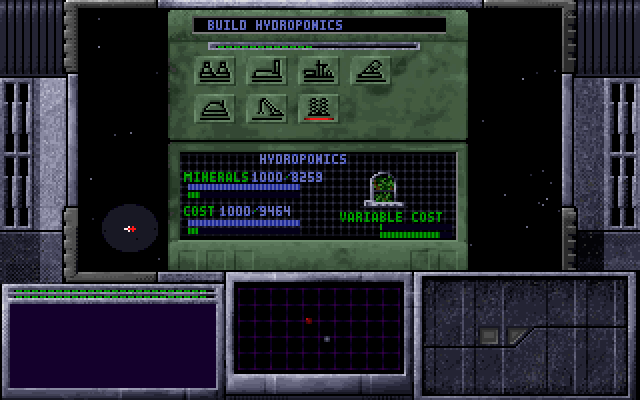 BUILD HYDROPONICS
HYDROPONICS
MINERALS 1000/8259
COST 1000/9464
VARIABLE COST